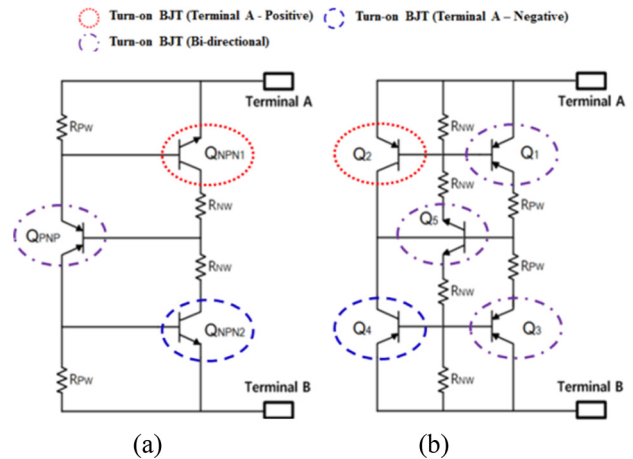 Turn-on BJT (Terminal A - Positive)
Turn-on BJT (Terminal A – Negative)
Turn-on BJT (Bi-directional)
Terminal A
Terminal A
RPW
RNW
QNPN1
Q2
Q1
RNW
RNW
RPW
QPNP
Q5
RNW
RNW
RPW
QNPN2
Q4
Q3
RPW
RNW
Terminal B
Terminal B
(a)
(b)